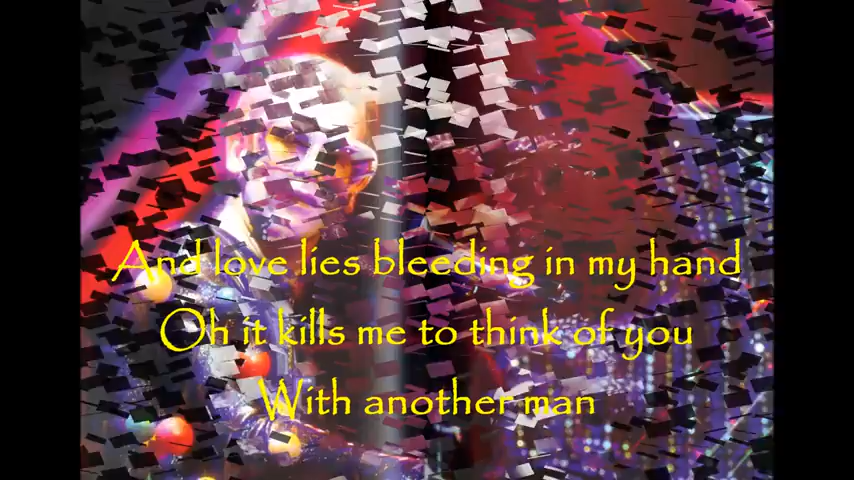 And love lies bleeding in my hand
Oh it kills me to think of you
With another man